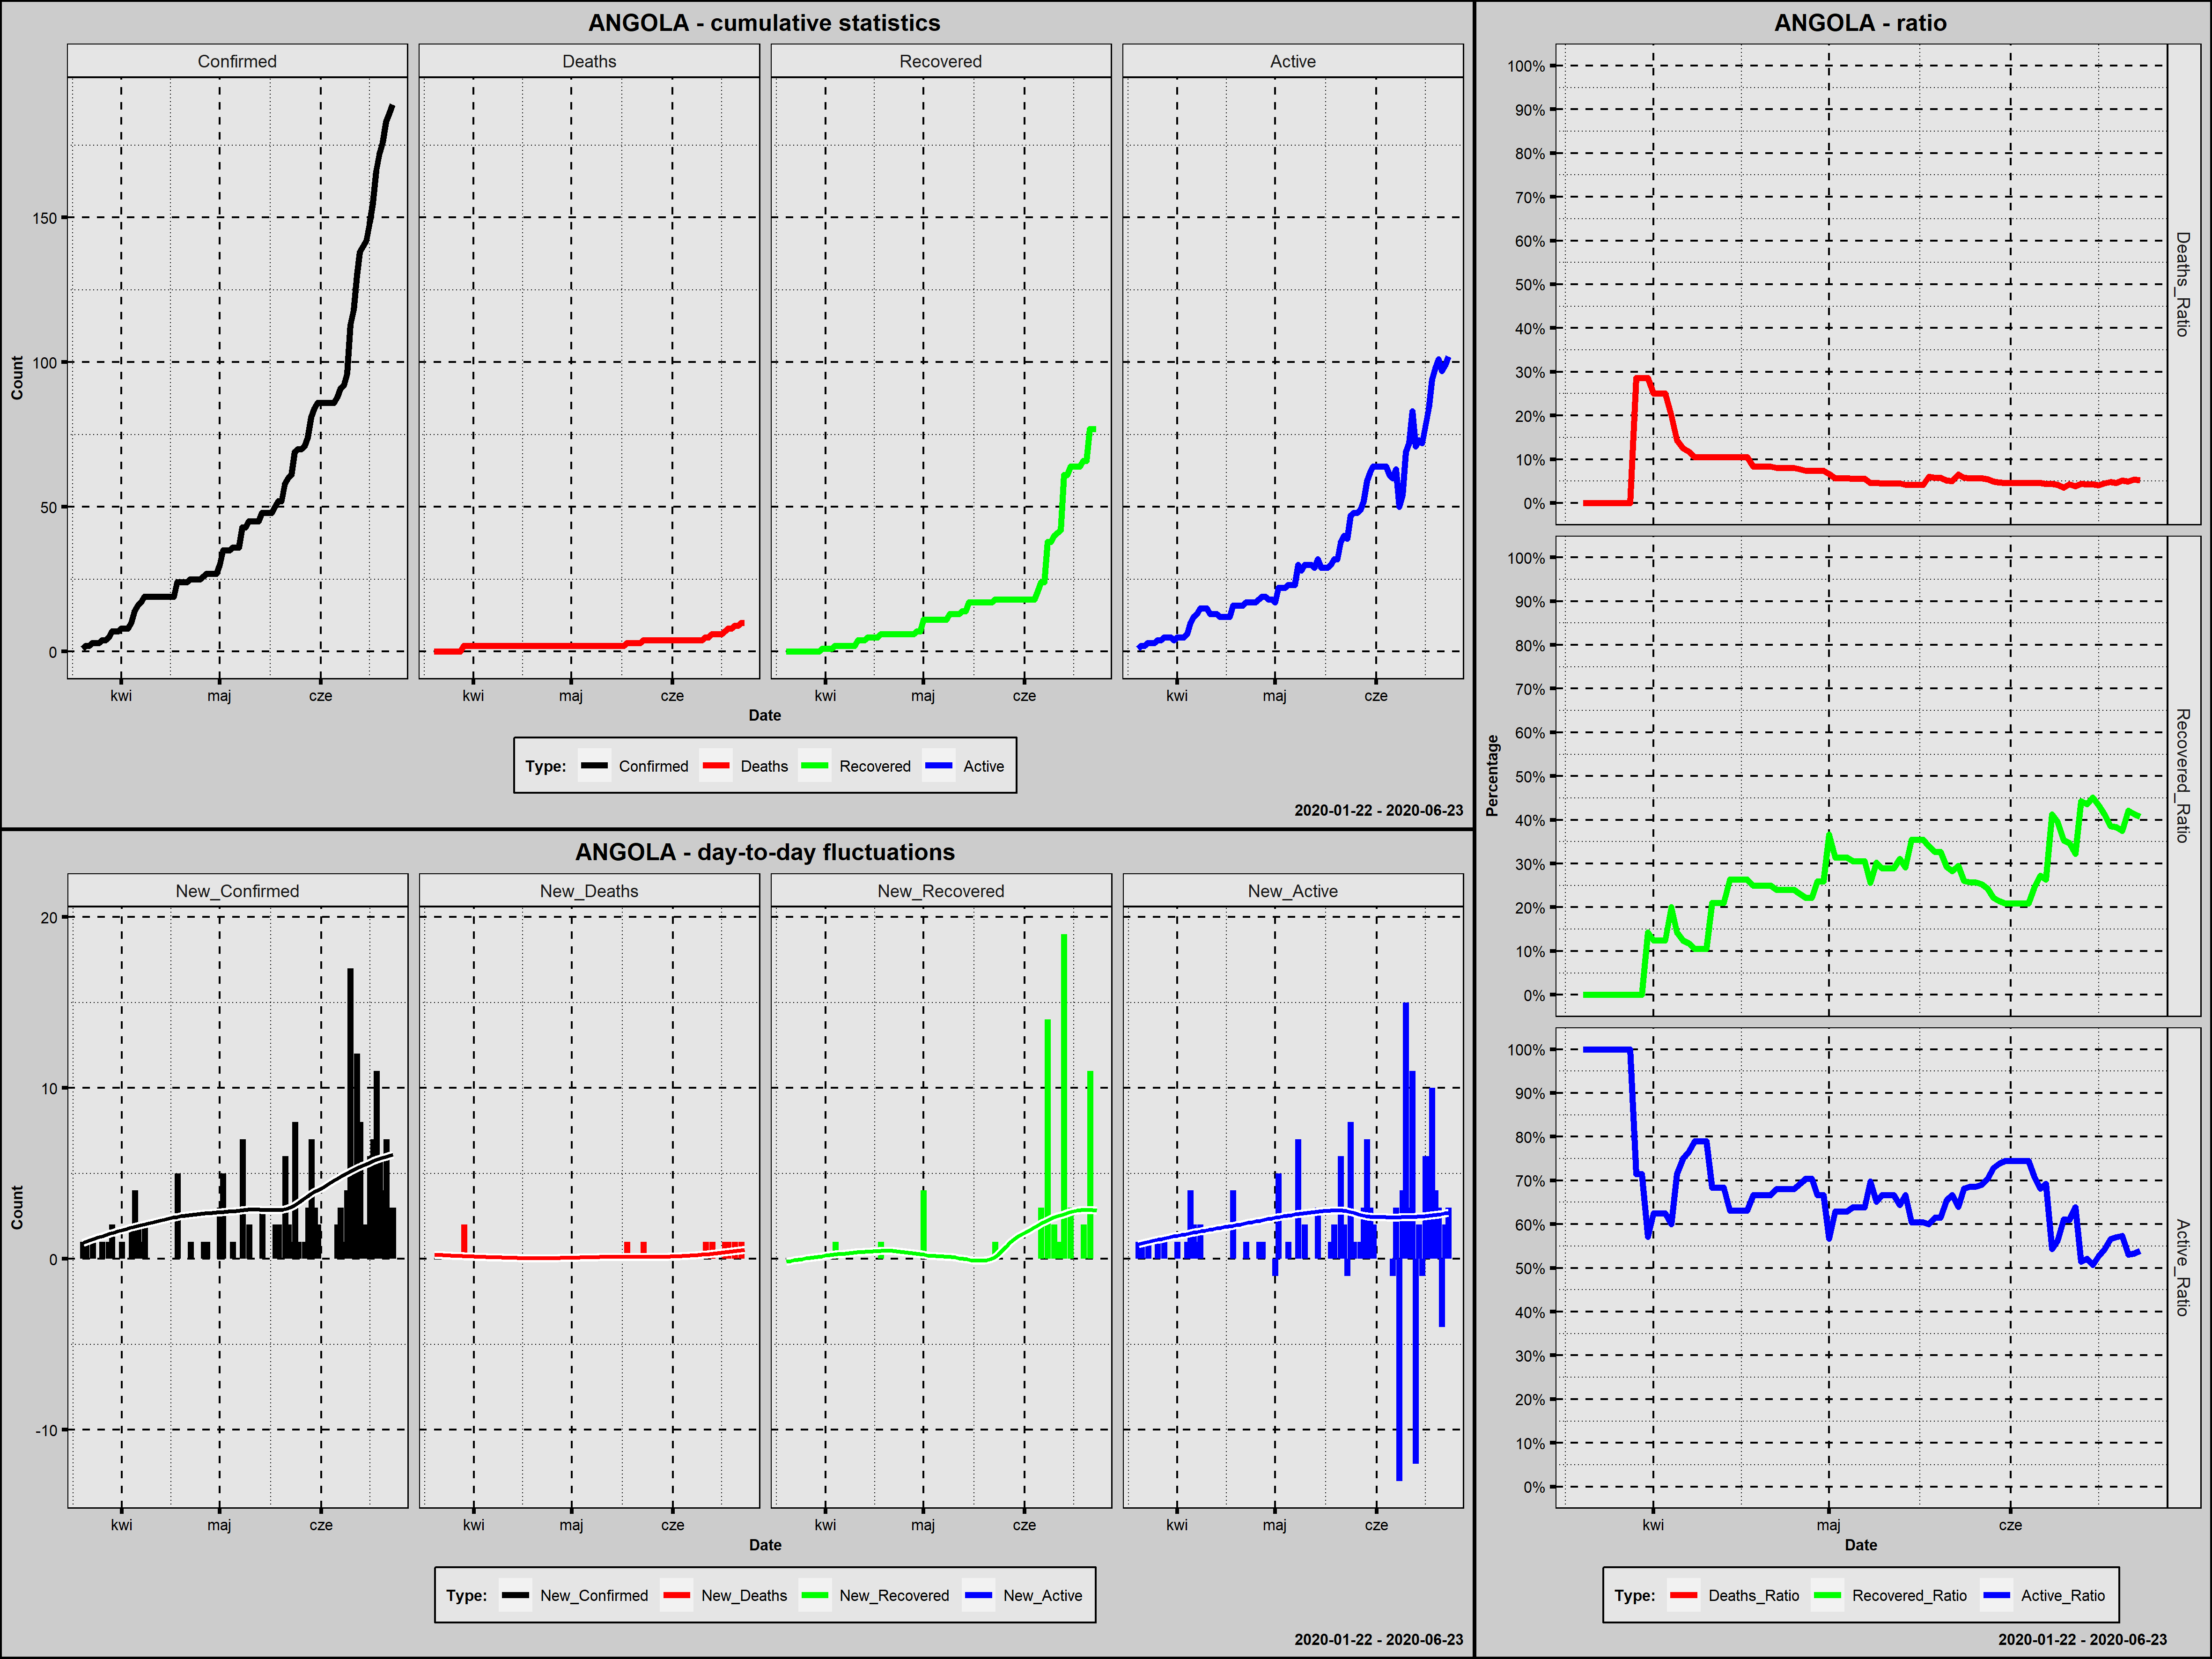 ANGOLA - cumulative statistics
Confirmed Deaths Recovered Active
Count
150
100
50
0
kwi maj cze kwi maj cze kwi maj cze kwi maj cze
Date
Type: Confirmed Deaths Recovered Active
2020-01-22 - 2020-06-23
ANGOLA - day-to-day fluctuations
New_Confirmed New_Deaths New_Recovered New_Active
Count
20
10
0
-10
kwi maj cze kwi maj cze kwi maj cze kwi maj cze
Date
Type: New_Confirmed New_Deaths New_Recovered New_Active
2020-01-22 - 2020-06-23
ANGOLA - ratio
Percentage
100%
90%
80%
70%
60%
50%
40%
30%
20%
10%
0%
Deaths_Ratio
100%
90%
80%
70%
60%
50%
40%
30%
20%
10%
0%
Recovered_Ratio
100%
90%
80%
70%
60%
50%
40%
30%
20%
10%
0%
Active_Ratio
kwi maj cze
Date
Type: Deaths_Ratio Recovered_Ratio Active_Ratio
2020-01-22 - 2020-06-23